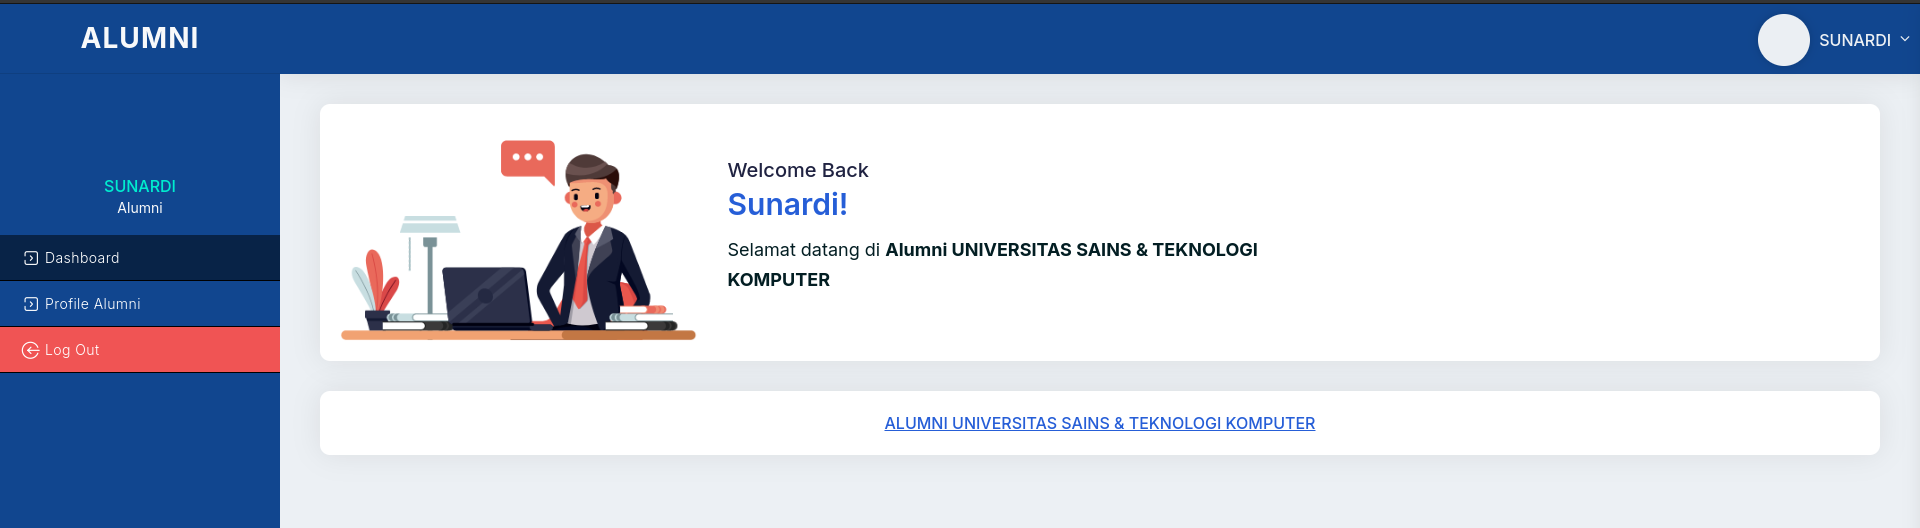 ALUMNI
SUNARDI
SUNARDI
Alumni
Dashboard
Profile Alumni
Log Out
Welcome Back
Sunardi!
Selamat datang di Alumni UNIVERSITAS SAINS & TEKNOLOGI
KOMPUTER
ALUMNI UNIVERSITAS SAINS & TEKNOLOGI KOMPUTER